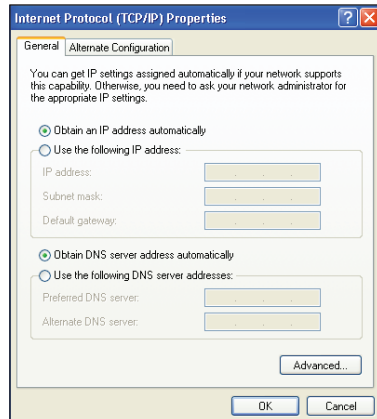 Internet Protocol (TCP/IP) Properties
General Alternate Configuration
You can get IP settings assigned automatically if your network supports
this capability. Otherwise, you need to ask your network administrator for
the appropriate IP settings.
Obtain an IP address automatically
Use the following IP address:
IP address:
Subnet mask:
Default gateway:
Obtain DNS server address automatically
Use the following DNS server addresses:
Preferred DNS server:
Alternate DNS server:
Advanced...
OK Cancel